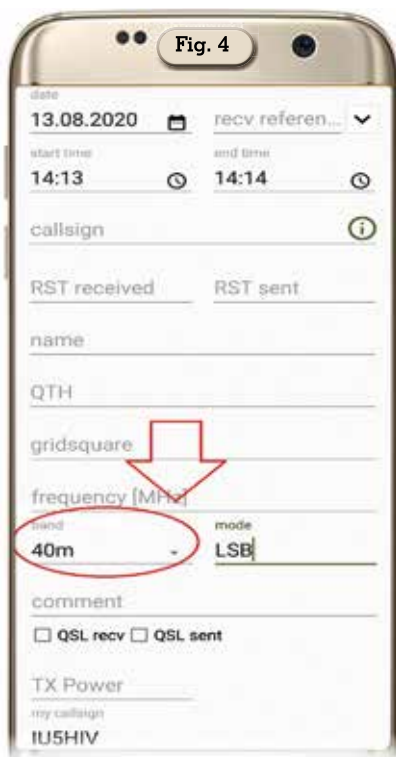 Fig. 4
date
13.08.2020 recv referen...
start time end time
14:13 14:14
callsign
RST received RST sent
name
QTH
gridsquare
frequency [MHz]
band mode
40m LSB
comment
QSL recv QSL sent
TX Power
my callsign
IU5HIV